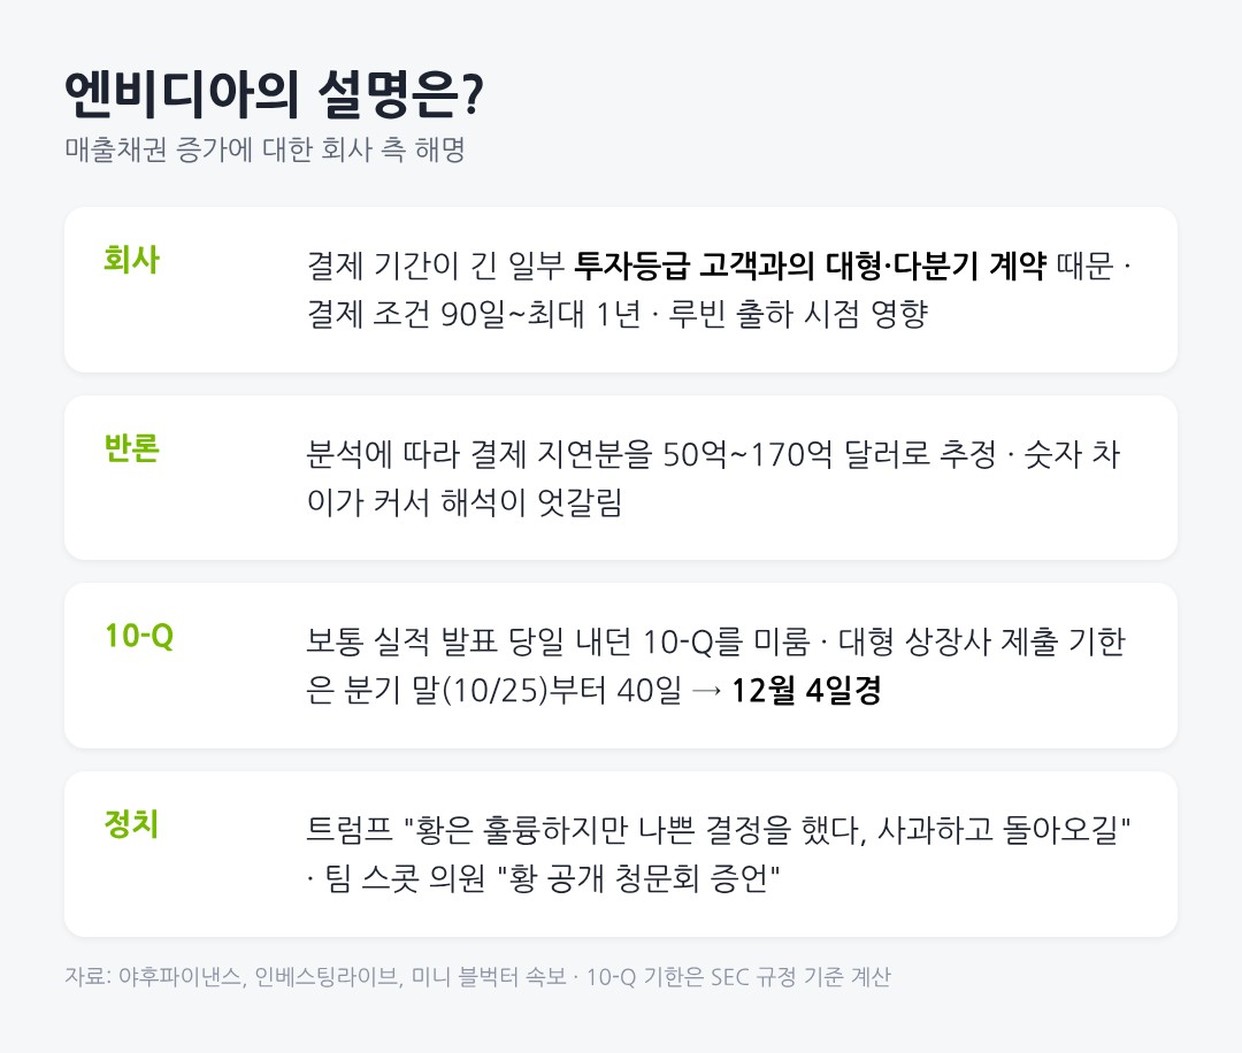 엔비디아의 설명은?
매출채권 증가에 대한 회사 측 해명
회사
결제 기간이 긴 일부 투자등급 고객과의 대형·다분기 계약 때문 ·
결제 조건 90일~최대 1년 · 루빈 출하 시점 영향
반론
분석에 따라 결제 지연분을 50억~170억 달러로 추정 · 숫자 차
이가 커서 해석이 엇갈림
10-Q
보통 실적 발표 당일 내던 10-Q를 미룸 · 대형 상장사 제출 기한
은 분기 말(10/25)부터 40일 → 12월 4일경
정치
트럼프 "황은 훌륭하지만 나쁜 결정을 했다, 사과하고 돌아오길"
· 팀 스콧 의원 "황 공개 청문회 증언"
자료: 야후파이낸스, 인베스팅라이브, 미니 블벅터 속보 · 10-Q 기한은 SEC 규정 기준 계산